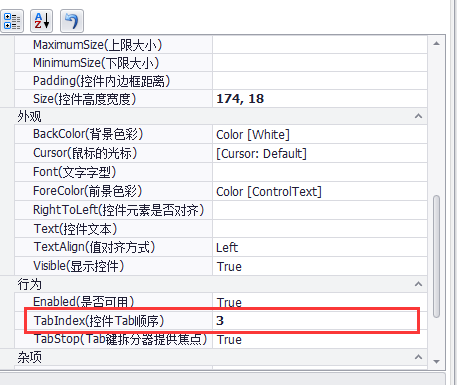 MaximumSize(上限大小)
MinimumSize(下限大小)
Padding(控件内边框距离)
Size(控件高度宽度) 174, 18
外观
BackColor(背景色彩) Color [White]
Cursor(鼠标的光标) [Cursor: Default]
Font(文字字型)
ForeColor(前景色彩) Color [ControlText]
RightToLeft(控件元素是否对齐)
Text(控件文本)
TextAlign(值对齐方式) Left
Visible(显示控件) True
行为
Enabled(是否可用) True
TabIndex(控件Tab顺序) 3
TabStop(Tab键拆分器提供焦点) True
杂项